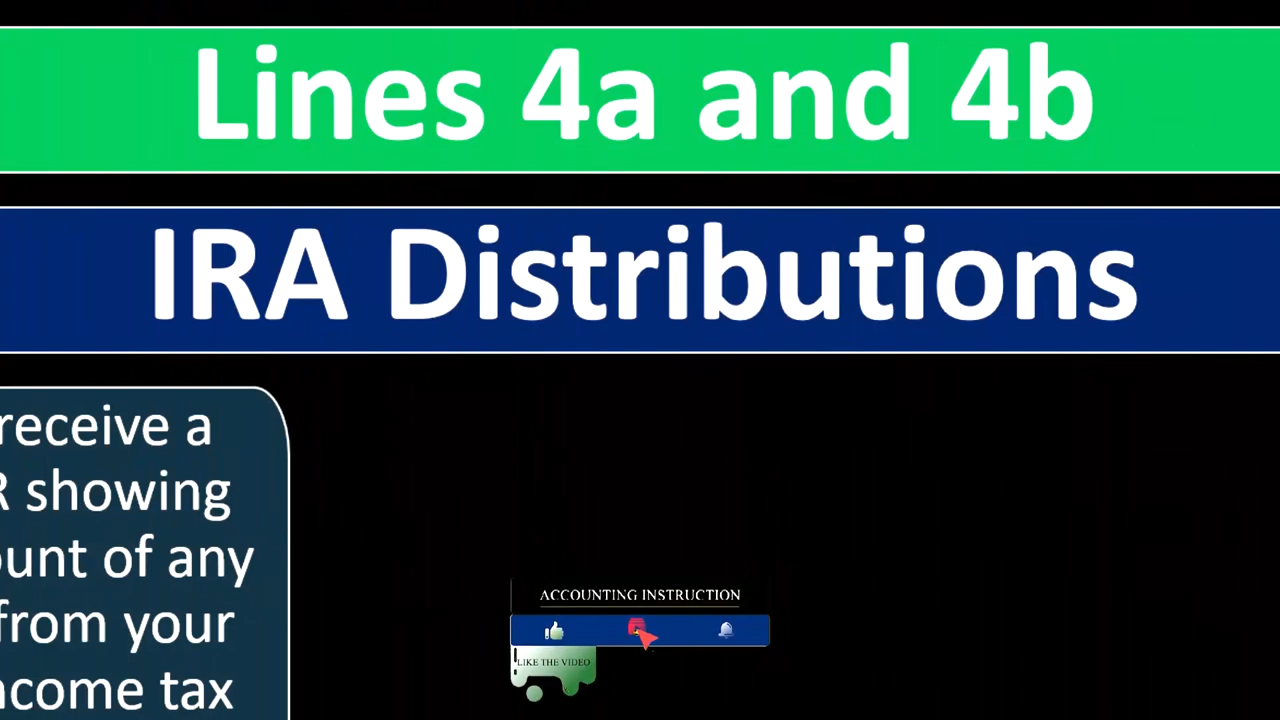 Lines 4a and 4b
IRA Distributions
receive a
R showing
ount of any
from your
ncome tax
ACCOUNTING INSTRUCTION
LIKE THE VIDEO